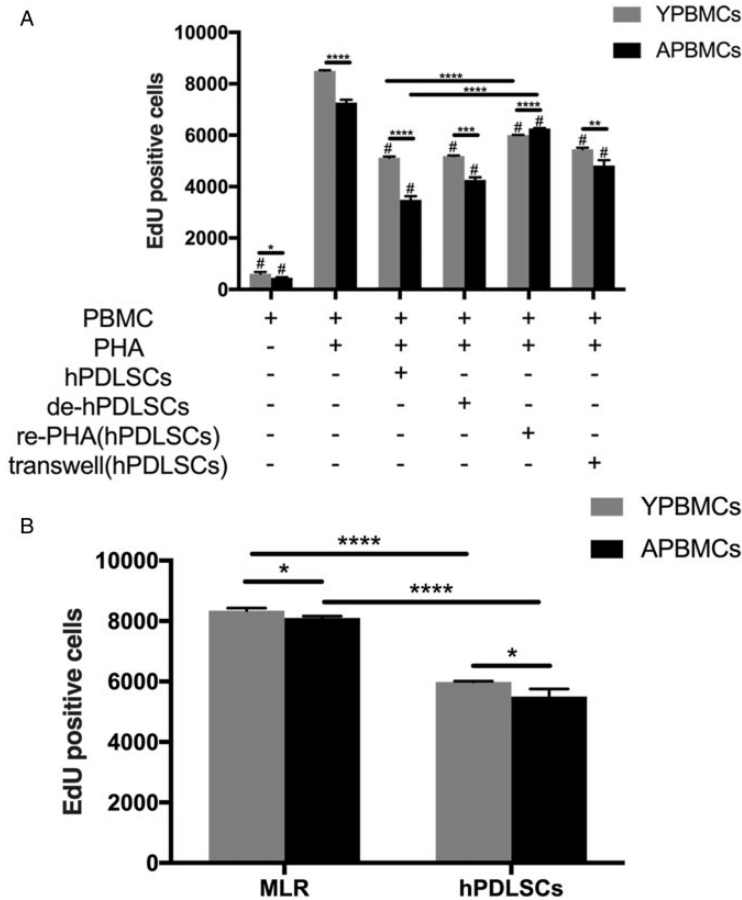 A
YPBMCs
APBMCs
EdU positive cells
10000
8000
6000
4000
2000
0
****
****
****
****
****
***
**
*
# # # # # # # # # #
PBMC + + + + + +
PHA - + + + + +
hPDLSCs - - + - - -
de-hPDLSCs - - - + - -
re-PHA(hPDLSCs) - - - - + -
transwell(hPDLSCs) - - - - - +
B
YPBMCs
APBMCs
EdU positive cells
10000
8000
6000
4000
2000
0
****
*
****
*
MLR hPDLSCs